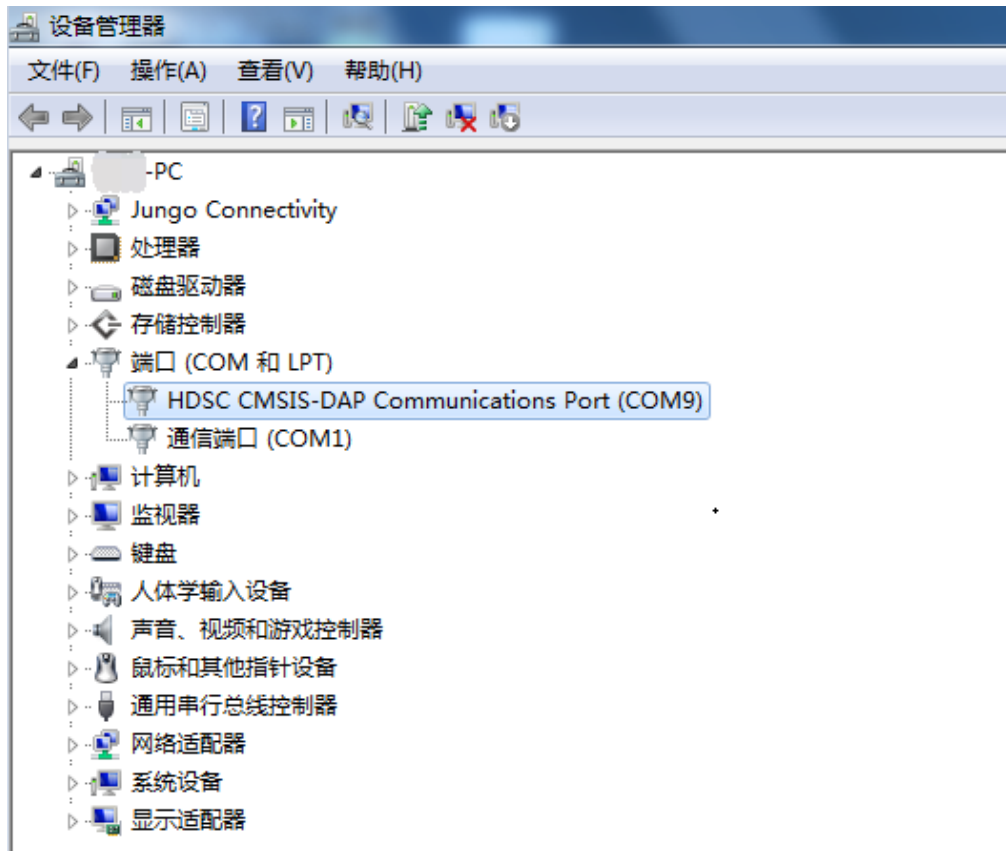 设备管理器
文件(F) 操作(A) 查看(V) 帮助(H)
-PC
Jungo Connectivity
处理器
磁盘驱动器
存储控制器
端口 (COM 和 LPT)
HDSC CMSIS-DAP Communications Port (COM9)
通信端口 (COM1)
计算机
监视器
键盘
人体学输入设备
声音、视频和游戏控制器
鼠标和其他指针设备
通用串行总线控制器
网络适配器
系统设备
显示适配器